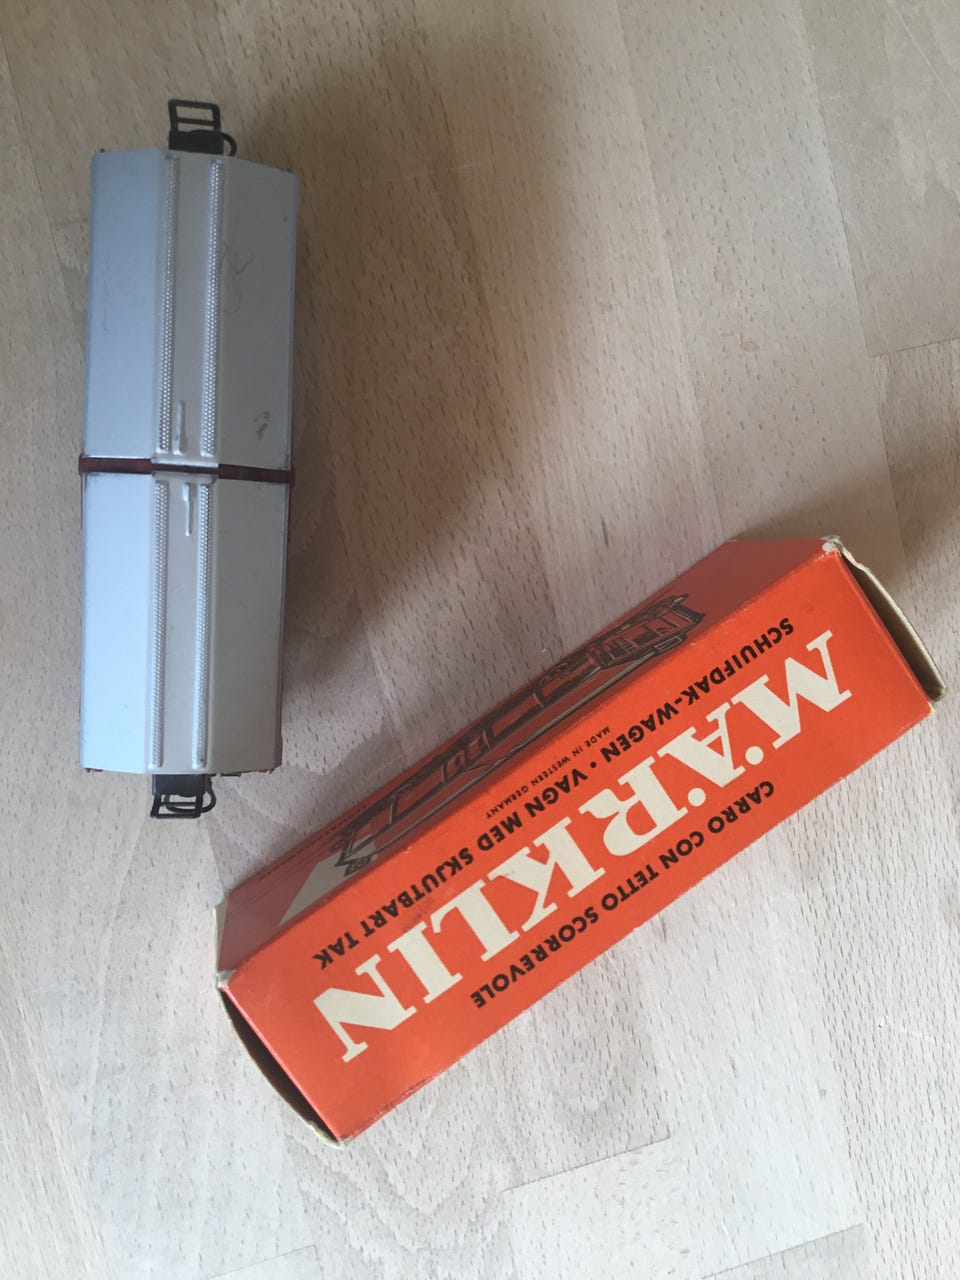 CARRO CON TETTO SCORREVOLE
MÄRKLIN
MADE IN WESTERN GERMANY
SCHUIFDAK-WAGEN · VAGN MED SKJUTBART TAK